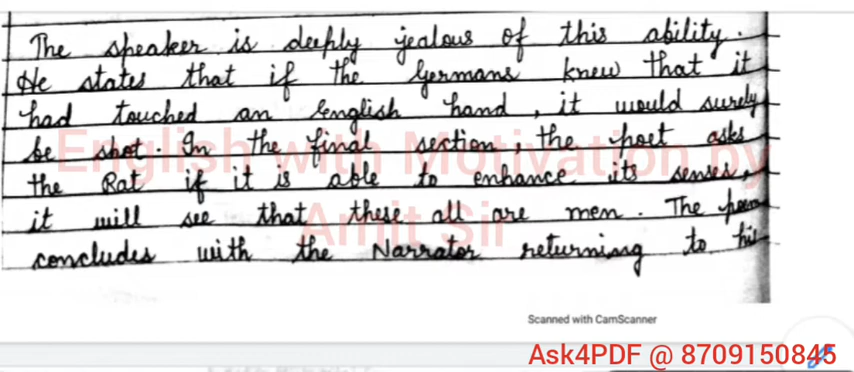 The speaker is deeply jealous of this ability.
He states that if the Germans knew that it
had touched an English hand, it would surely
be shot. In the final section, the poet asks
the Rat if it is able to enhance its senses,
it will see that these all are men. The
concludes with the Narrator returning to
English with Motivation by
Amit Sir
Scanned with CamScanner
Ask4PDF @ 8709150845